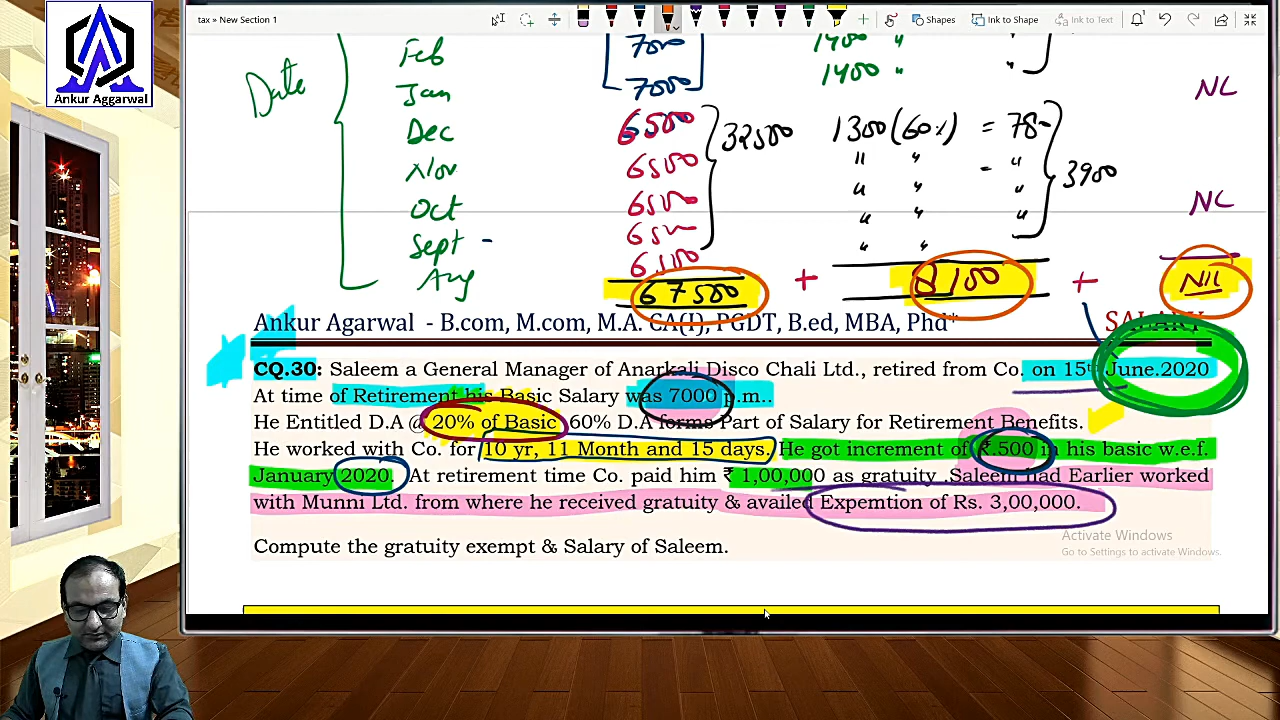 tax » New Section 1
Shapes
Ink to Shape
Ink to Text
Ankur Aggarwal
Date
Feb 7000 1400 "
Jan 7000 1400 " "
NL
Dec 6500 32500 1300 (60%) = 78-
Nov 6500 " " = " 3900
Oct 6500 " " " NL
Sept -
Aug
67500 + 8100 + NIL
Ankur Agarwal - B.com, M.com, M.A. CA(I), PGDT, B.ed, MBA, Phd* SALARY
CQ.30: Saleem a General Manager of Anarkali Disco Chali Ltd., retired from Co. on 15th June.2020
At time of Retirement his Basic Salary was 7000 p.m..
He Entitled D.A @ 20% of Basic 60% D.A forms Part of Salary for Retirement Benefits.
He worked with Co. for 10 yr, 11 Month and 15 days. He got increment of ₹.500 in his basic w.e.f.
January 2020. At retirement time Co. paid him ₹ 1,00,000 as gratuity .Saleem had Earlier worked
with Munni Ltd. from where he received gratuity & availed Expemtion of Rs. 3,00,000.
Compute the gratuity exempt & Salary of Saleem.
Activate Windows
Go to Settings to activate Windows.